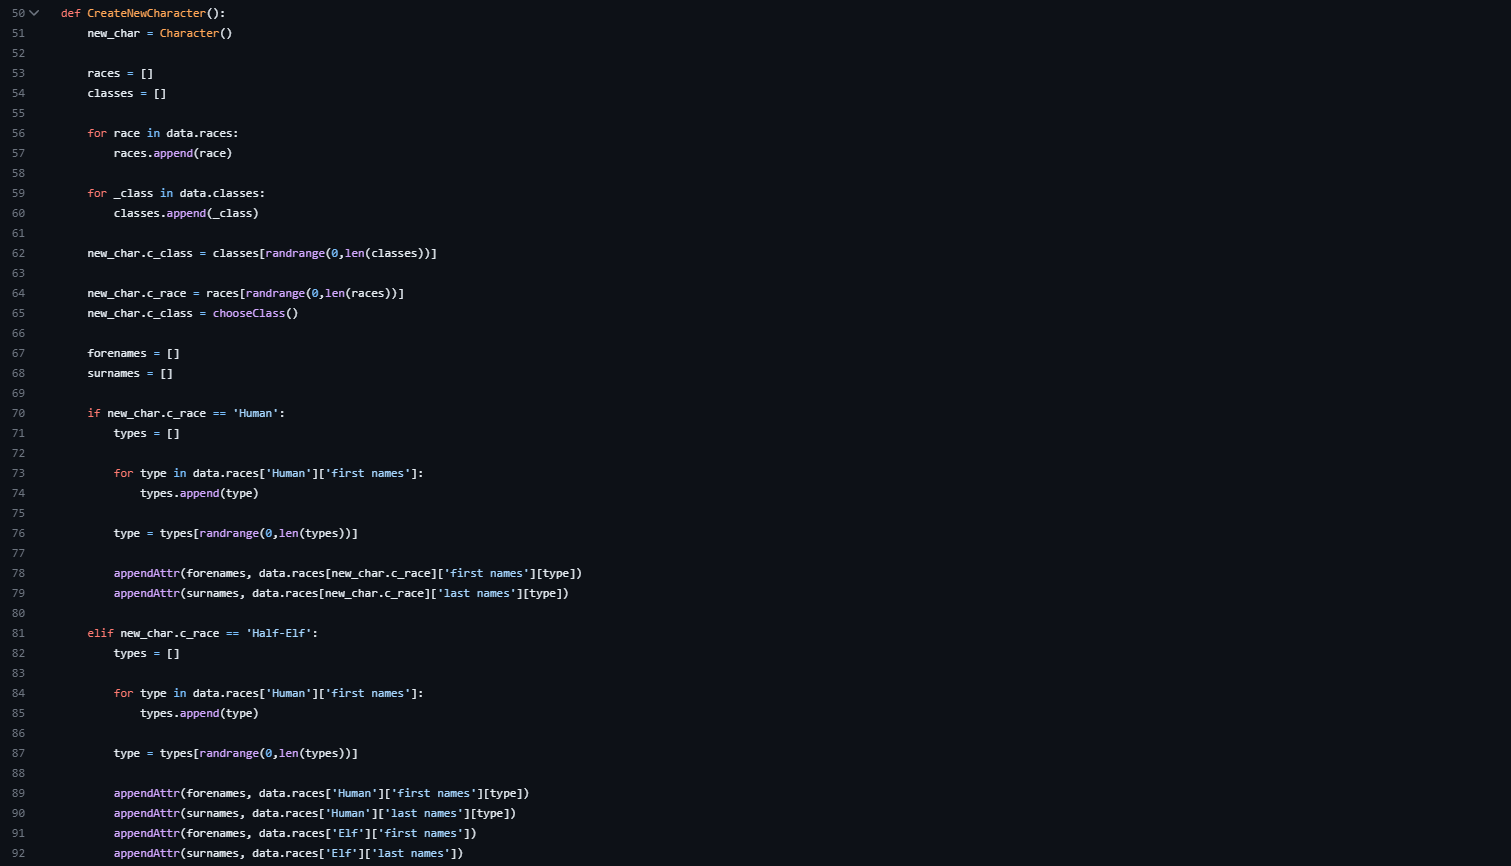 50 def CreateNewCharacter():
51 new_char = Character()
52
53 races = []
54 classes = []
55
56 for race in data.races:
57 races.append(race)
58
59 for _class in data.classes:
60 classes.append(_class)
61
62 new_char.c_class = classes[randrange(0,len(classes))]
63
64 new_char.c_race = races[randrange(0,len(races))]
65 new_char.c_class = chooseClass()
66
67 forenames = []
68 surnames = []
69
70 if new_char.c_race == 'Human':
71 types = []
72
73 for type in data.races['Human']['first names']:
74 types.append(type)
75
76 type = types[randrange(0,len(types))]
77
78 appendAttr(forenames, data.races[new_char.c_race]['first names'][type])
79 appendAttr(surnames, data.races[new_char.c_race]['last names'][type])
80
81 elif new_char.c_race == 'Half-Elf':
82 types = []
83
84 for type in data.races['Human']['first names']:
85 types.append(type)
86
87 type = types[randrange(0,len(types))]
88
89 appendAttr(forenames, data.races['Human']['first names'][type])
90 appendAttr(surnames, data.races['Human']['last names'][type])
91 appendAttr(forenames, data.races['Elf']['first names'])
92 appendAttr(surnames, data.races['Elf']['last names'])